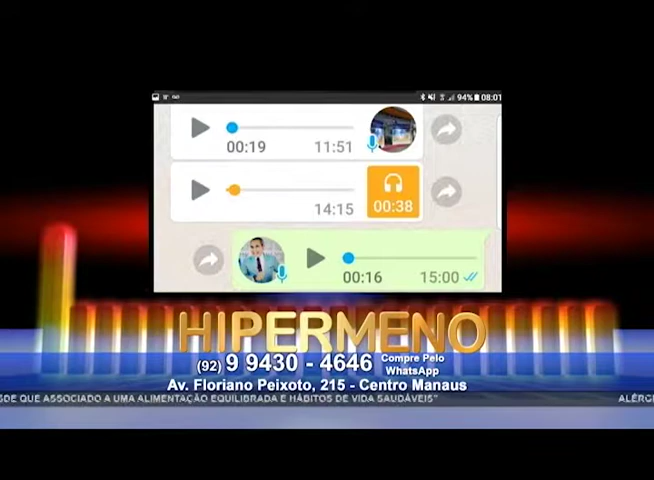 94% 08:01
00:19 11:51
14:15 00:38
00:16 15:00
HIPERMENO
(92) 9 9430 - 4646 Compre Pelo
WhatsApp
Av. Floriano Peixoto, 215 - Centro Manaus
SDE QUE ASSOCIADO A UMA ALIMENTAÇÃO EQUILIBRADA E HÁBITOS DE VIDA SAUDÁVEIS" ALÉRG